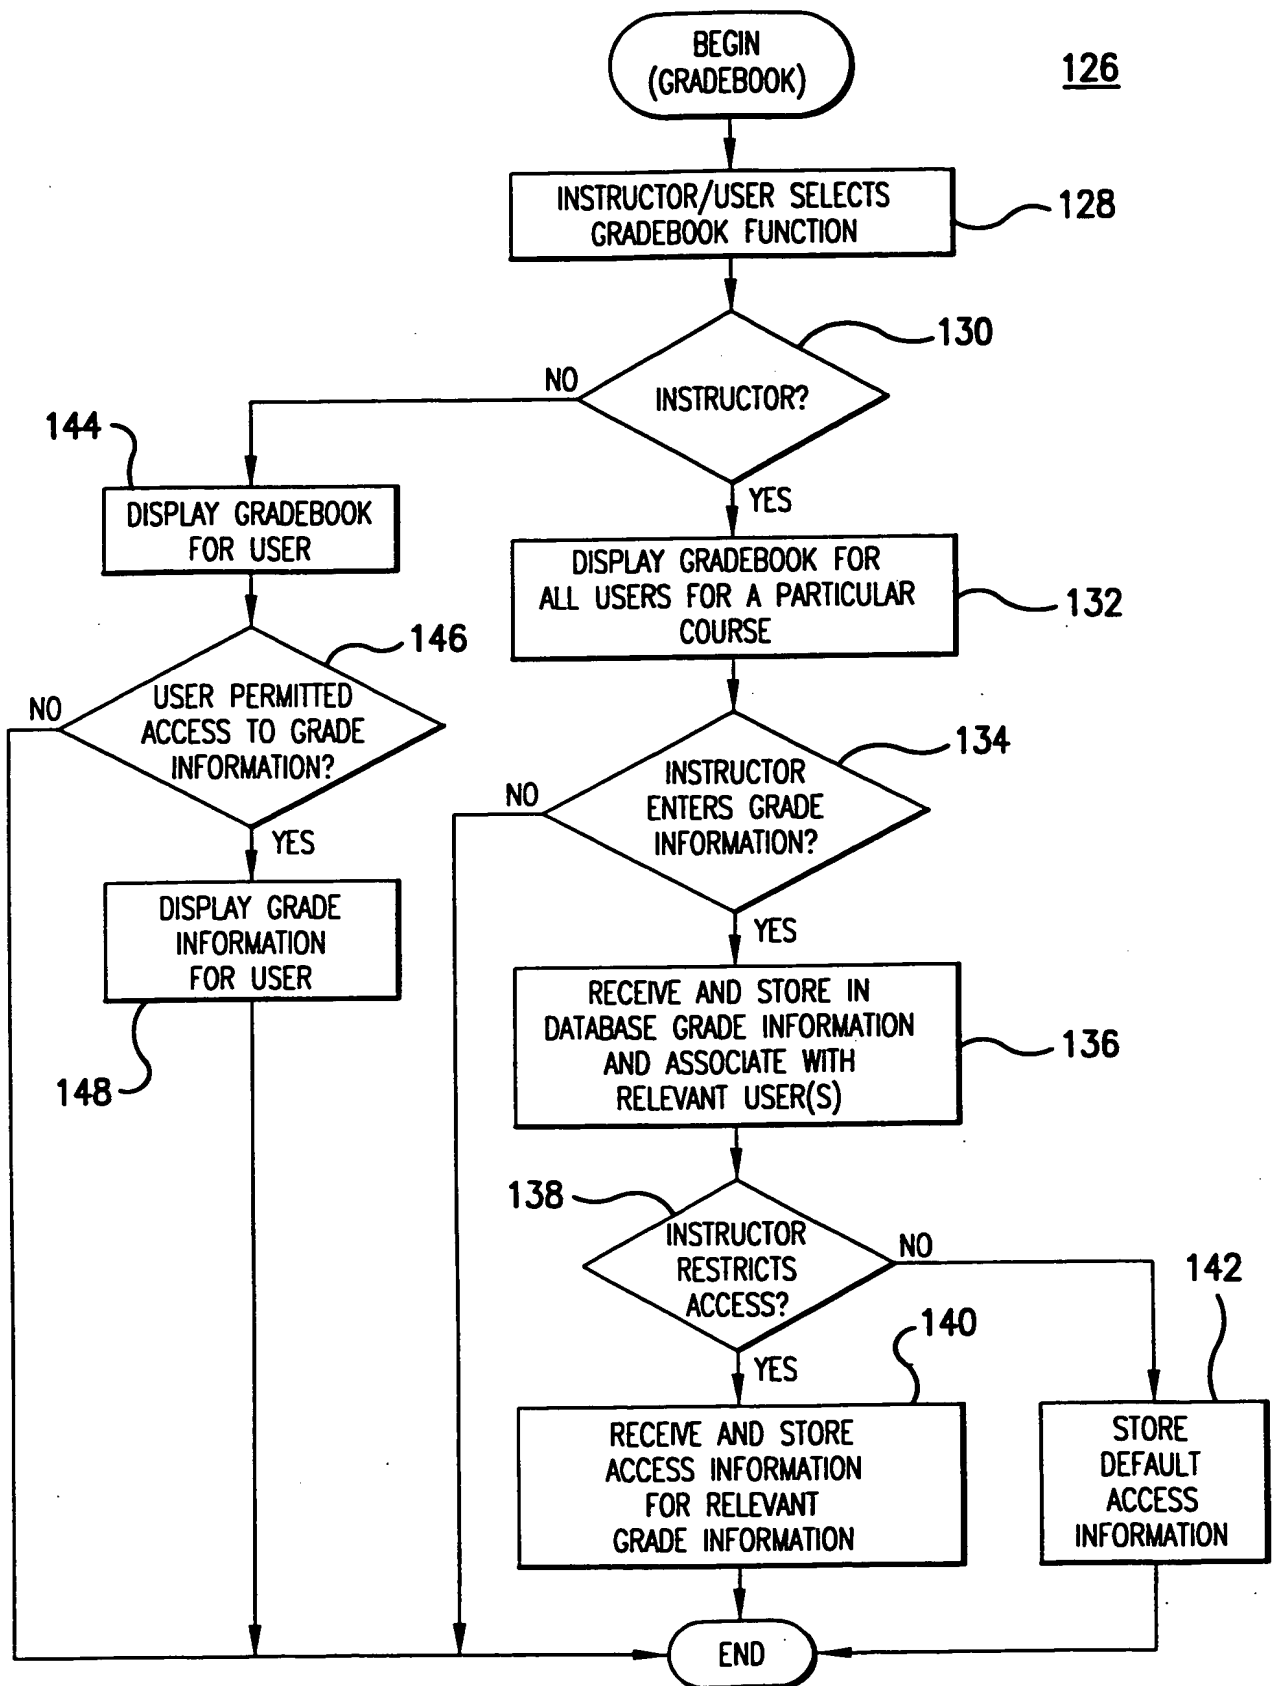 BEGIN
(GRADEBOOK)
126
INSTRUCTOR/USER SELECTS
GRADEBOOK FUNCTION
128
130
INSTRUCTOR?
NO
YES
144
DISPLAY GRADEBOOK
FOR USER
DISPLAY GRADEBOOK FOR
ALL USERS FOR A PARTICULAR
COURSE
132
146
USER PERMITTED
ACCESS TO GRADE
INFORMATION?
NO
YES
134
INSTRUCTOR
ENTERS GRADE
INFORMATION?
NO
YES
DISPLAY GRADE
INFORMATION
FOR USER
148
RECEIVE AND STORE IN
DATABASE GRADE INFORMATION
AND ASSOCIATE WITH
RELEVANT USER(S)
136
138
INSTRUCTOR
RESTRICTS
ACCESS?
NO
YES
142
140
RECEIVE AND STORE
ACCESS INFORMATION
FOR RELEVANT
GRADE INFORMATION
STORE
DEFAULT
ACCESS
INFORMATION
END